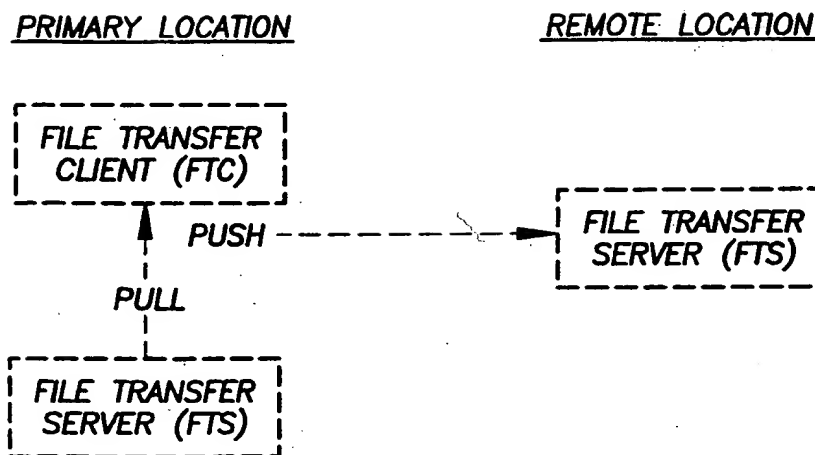 PRIMARY LOCATION
REMOTE LOCATION
FILE TRANSFER
CLIENT (FTC)
PUSH
FILE TRANSFER
SERVER (FTS)
PULL
FILE TRANSFER
SERVER (FTS)